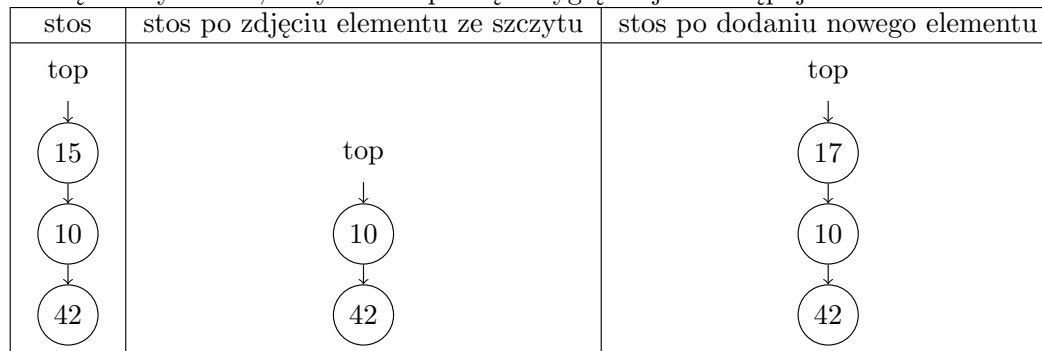 stos stos po zdjęciu elementu ze szczytu stos po dodaniu nowego elementu
top top
15 top 17
10 10 10
42 42 42